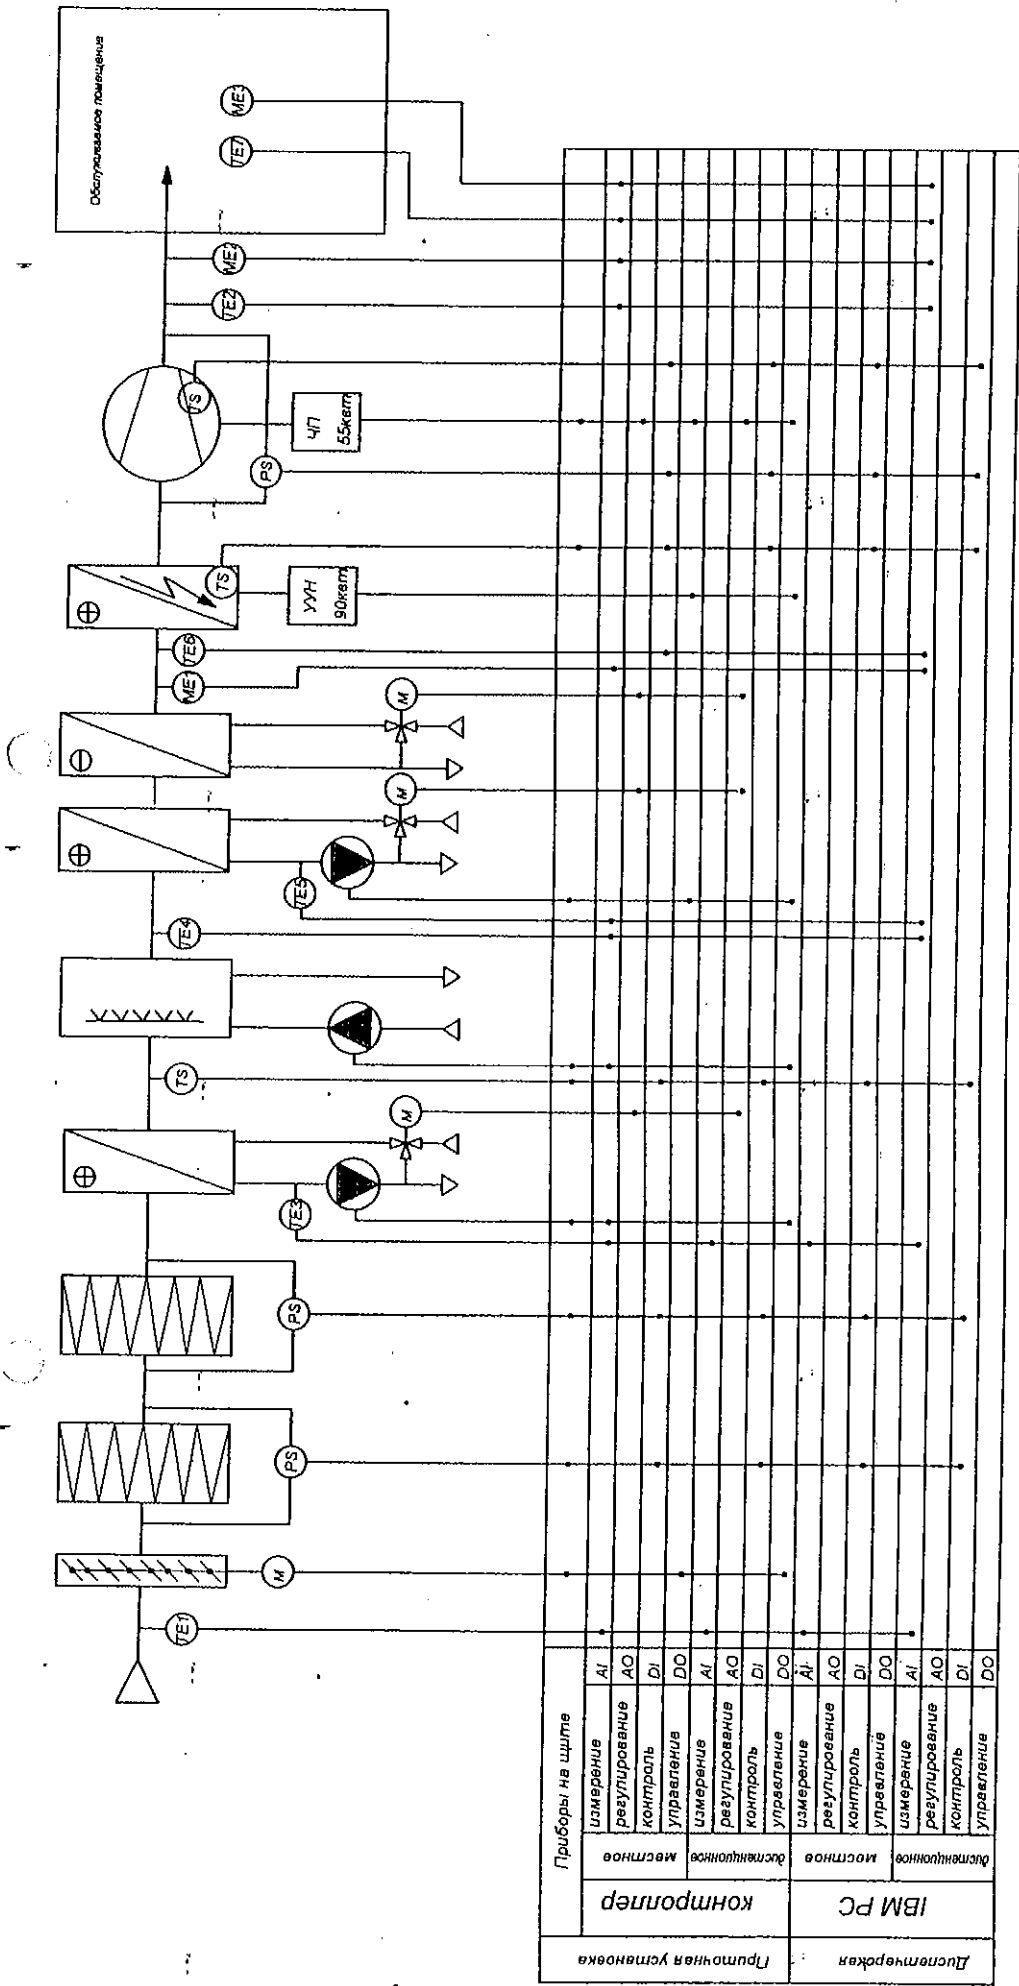 Обслуживаемое помещение
TE1
M
PS
PS
TE3
M
TS
TE4
TE5
M
M
ME1
TE6
TS
УУН
90квт
PS
TS
ЧП
55квт
TE2
ME2
TE7
ME3
Приборы на щите
Приточная установка
контроллер
местное
измерение AI
регулирование AO
контроль DI
управление DO
дистанционное
измерение AI
регулирование AO
контроль DI
управление DO
Диспетчерская
IBM PC
местное
измерение AI
регулирование AO
контроль DI
управление DO
дистанционное
измерение AI
регулирование AO
контроль DI
управление DO